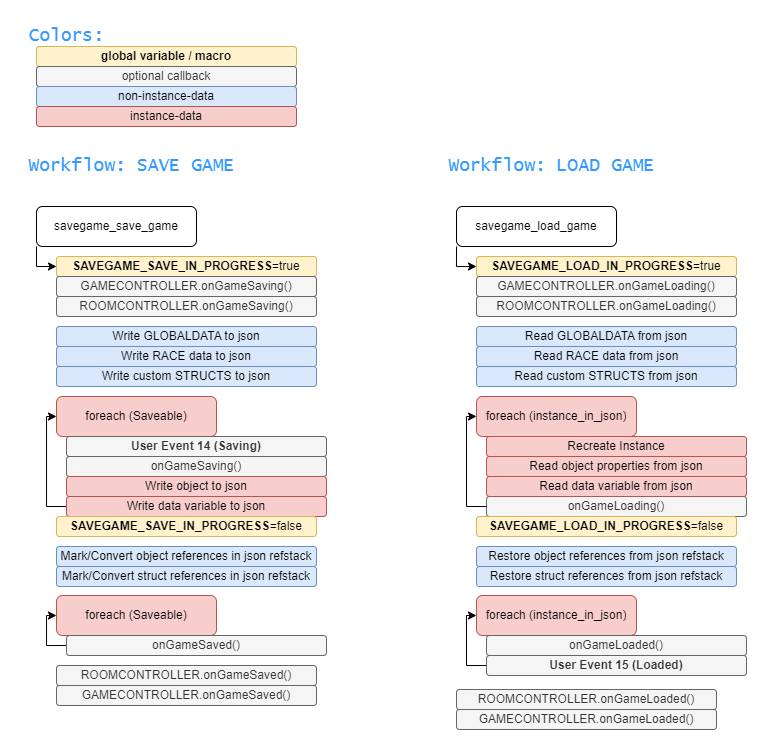 Colors:
global variable / macro
optional callback
non-instance-data
instance-data
Workflow: SAVE GAME
savegame_save_game
SAVEGAME_SAVE_IN_PROGRESS=true
GAMECONTROLLER.onGameSaving()
ROOMCONTROLLER.onGameSaving()
Write GLOBALDATA to json
Write RACE data to json
Write custom STRUCTS to json
foreach (Saveable)
User Event 14 (Saving)
onGameSaving()
Write object to json
Write data variable to json
SAVEGAME_SAVE_IN_PROGRESS=false
Mark/Convert object references in json refstack
Mark/Convert struct references in json refstack
foreach (Saveable)
onGameSaved()
ROOMCONTROLLER.onGameSaved()
GAMECONTROLLER.onGameSaved()
Workflow: LOAD GAME
savegame_load_game
SAVEGAME_LOAD_IN_PROGRESS=true
GAMECONTROLLER.onGameLoading()
ROOMCONTROLLER.onGameLoading()
Read GLOBALDATA from json
Read RACE data from json
Read custom STRUCTS from json
foreach (instance_in_json)
Recreate Instance
Read object properties from json
Read data variable from json
onGameLoading()
SAVEGAME_LOAD_IN_PROGRESS=false
Restore object references from json refstack
Restore struct references from json refstack
foreach (instance_in_json)
onGameLoaded()
User Event 15 (Loaded)
ROOMCONTROLLER.onGameLoaded()
GAMECONTROLLER.onGameLoaded()